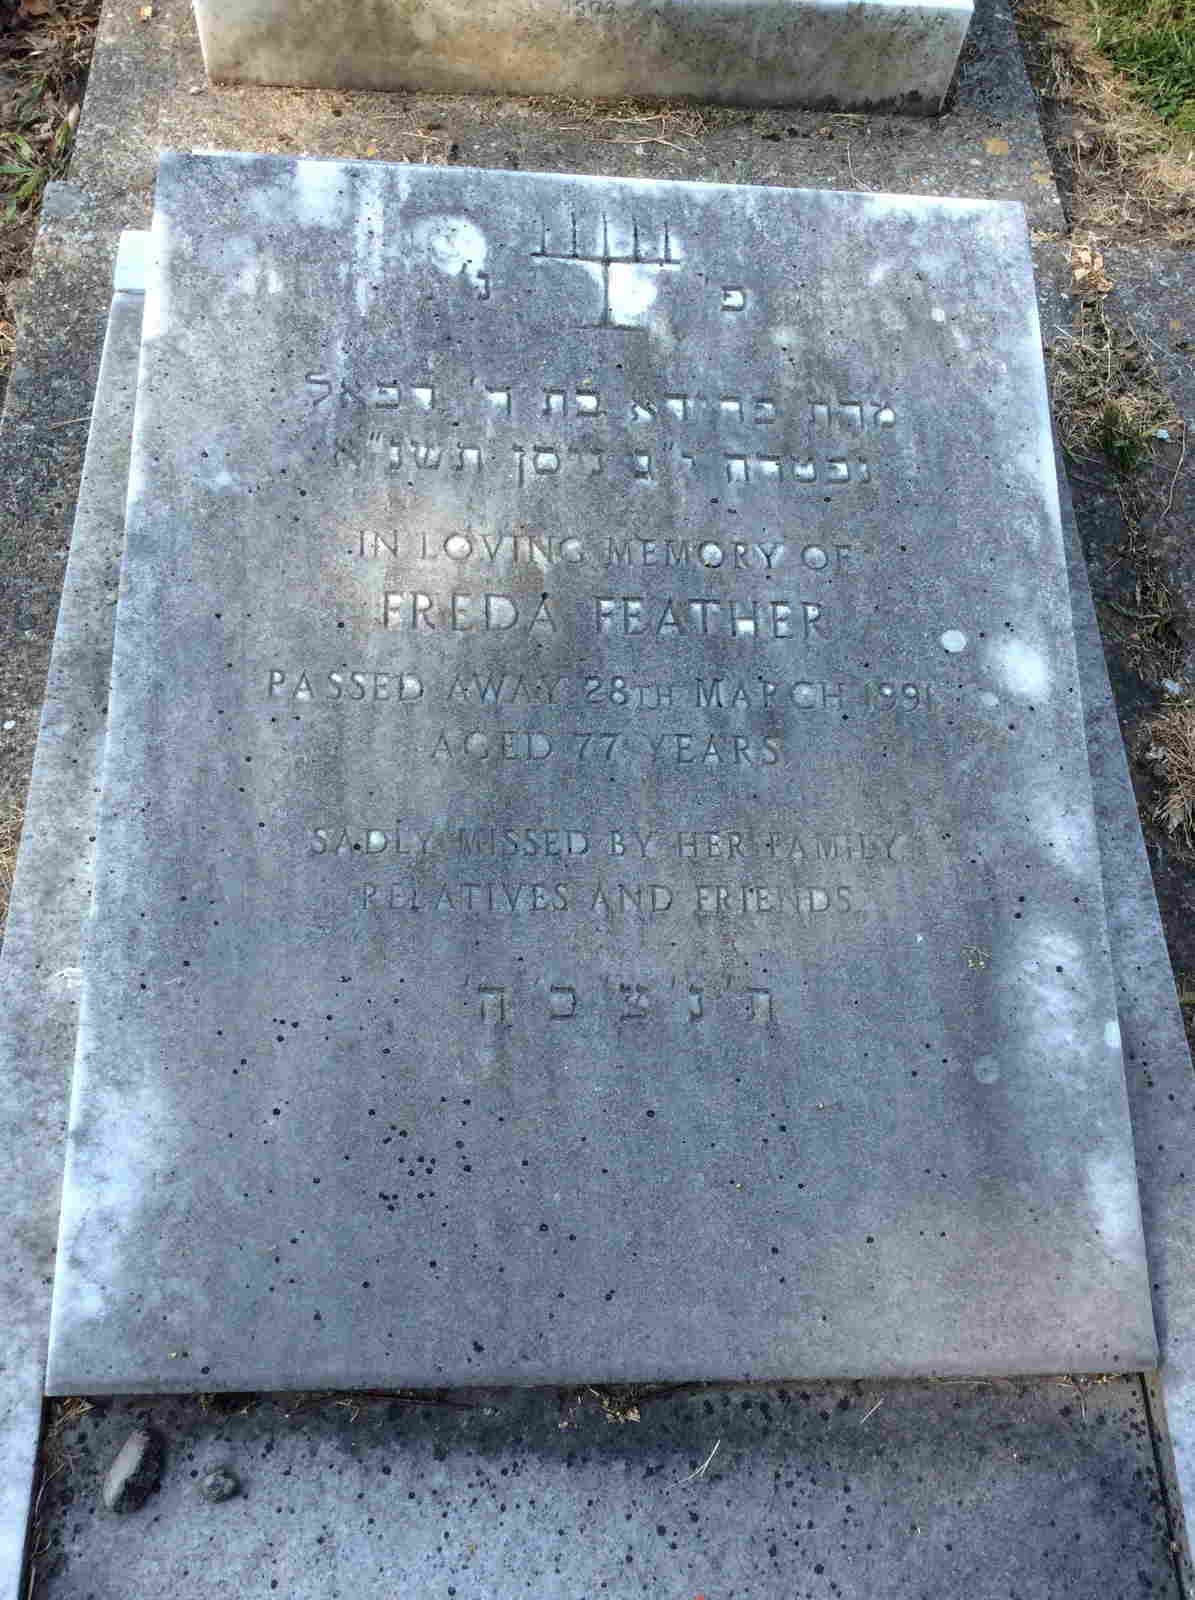 1503
פ' נ'
מרת פרידא בת ר' רפאל
נפטרה י"ג ניסן תשנ"א
IN LOVING MEMORY OF
FREDA FEATHER
PASSED AWAY 28TH MARCH 1991
AGED 77 YEARS
SADLY MISSED BY HER FAMILY
RELATIVES AND FRIENDS.
ת' נ' צ' ב' ה'